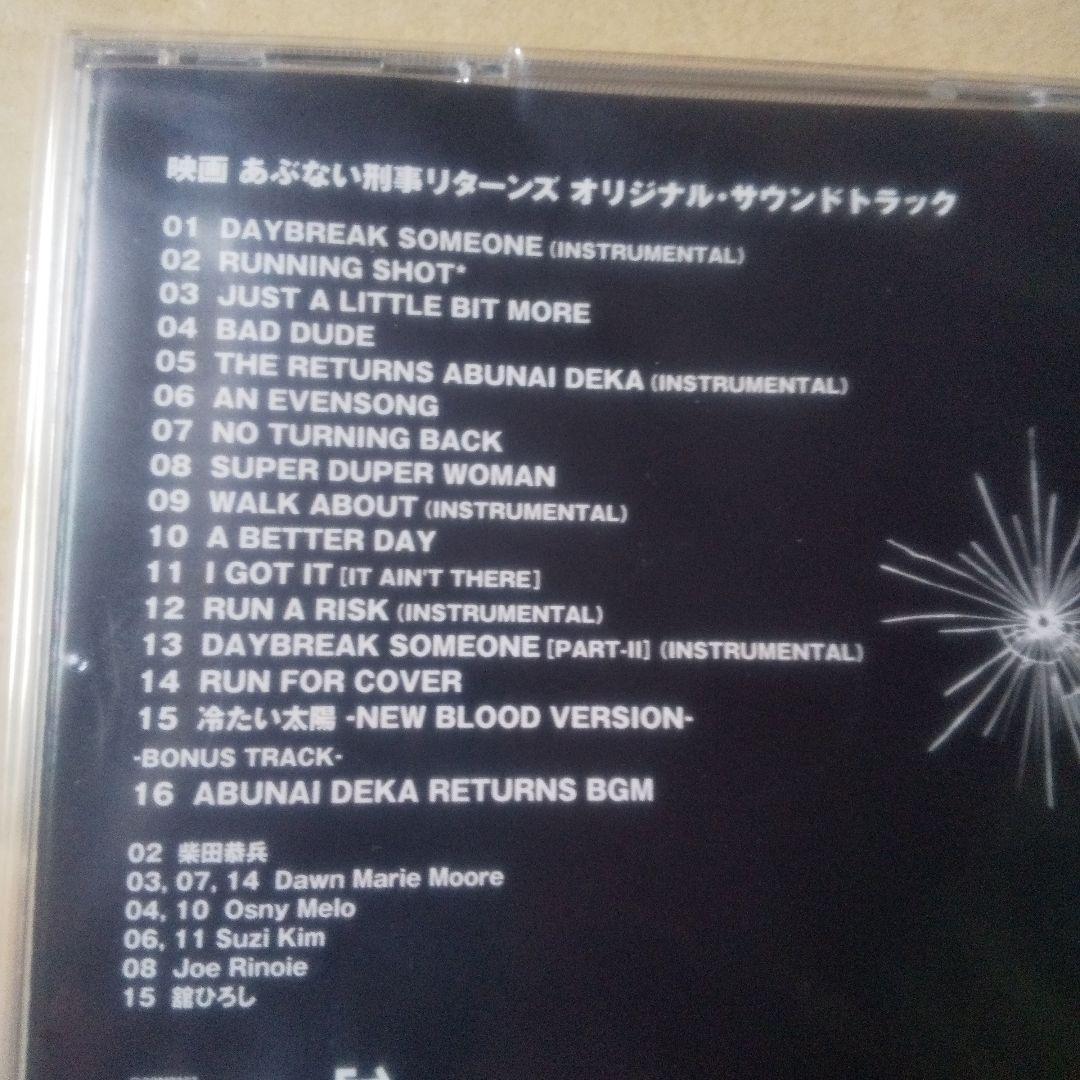 映画 あぶない刑事リターンズ オリジナル・サウンドトラック
01 DAYBREAK SOMEONE (INSTRUMENTAL)
02 RUNNING SHOT*
03 JUST A LITTLE BIT MORE
04 BAD DUDE
05 THE RETURNS ABUNAI DEKA (INSTRUMENTAL)
06 AN EVENSONG
07 NO TURNING BACK
08 SUPER DUPER WOMAN
09 WALK ABOUT (INSTRUMENTAL)
10 A BETTER DAY
11 I GOT IT [IT AIN'T THERE]
12 RUN A RISK (INSTRUMENTAL)
13 DAYBREAK SOMEONE [PART-II] (INSTRUMENTAL)
14 RUN FOR COVER
15 冷たい太陽 -NEW BLOOD VERSION-
-BONUS TRACK-
16 ABUNAI DEKA RETURNS BGM
02 柴田恭兵
03, 07, 14 Dawn Marie Moore
04, 10 Osny Melo
06, 11 Suzi Kim
08 Joe Rinoie
15 舘ひろし